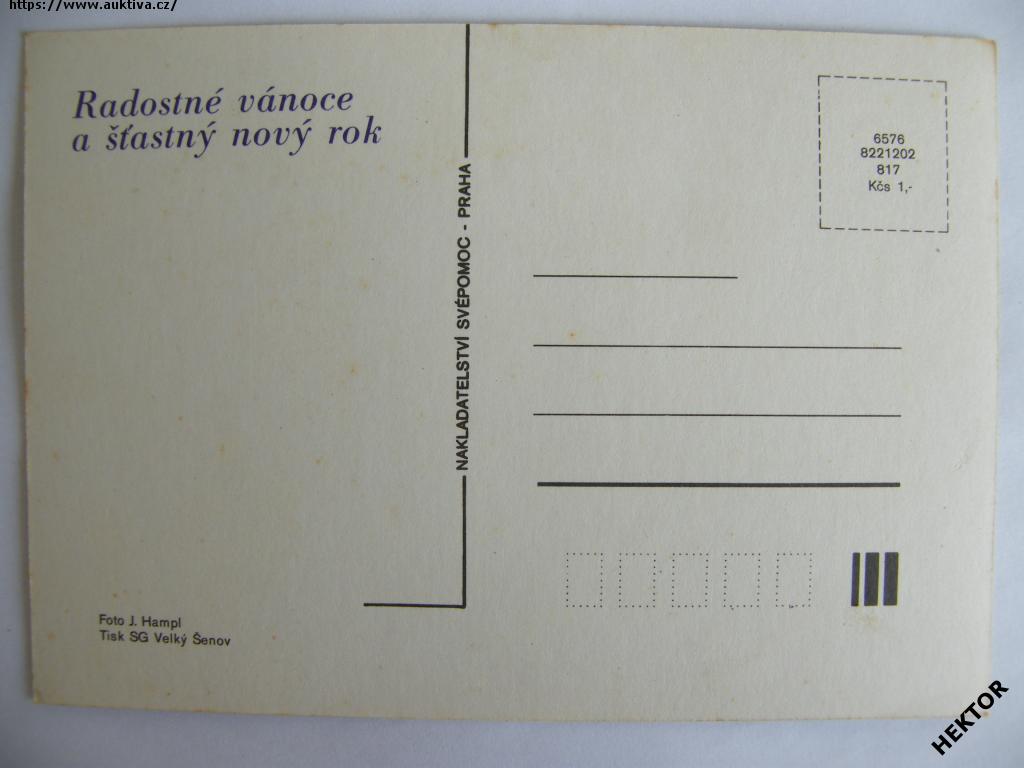 https://www.auktiva.cz/
Radostné vánoce
a šťastný nový rok
NAKLADATELSTVÍ SVÉPOMOC - PRAHA
6576
8221202
817
Kčs 1,-
Foto J. Hampl
Tisk SG Velký Šenov
HEKTOR